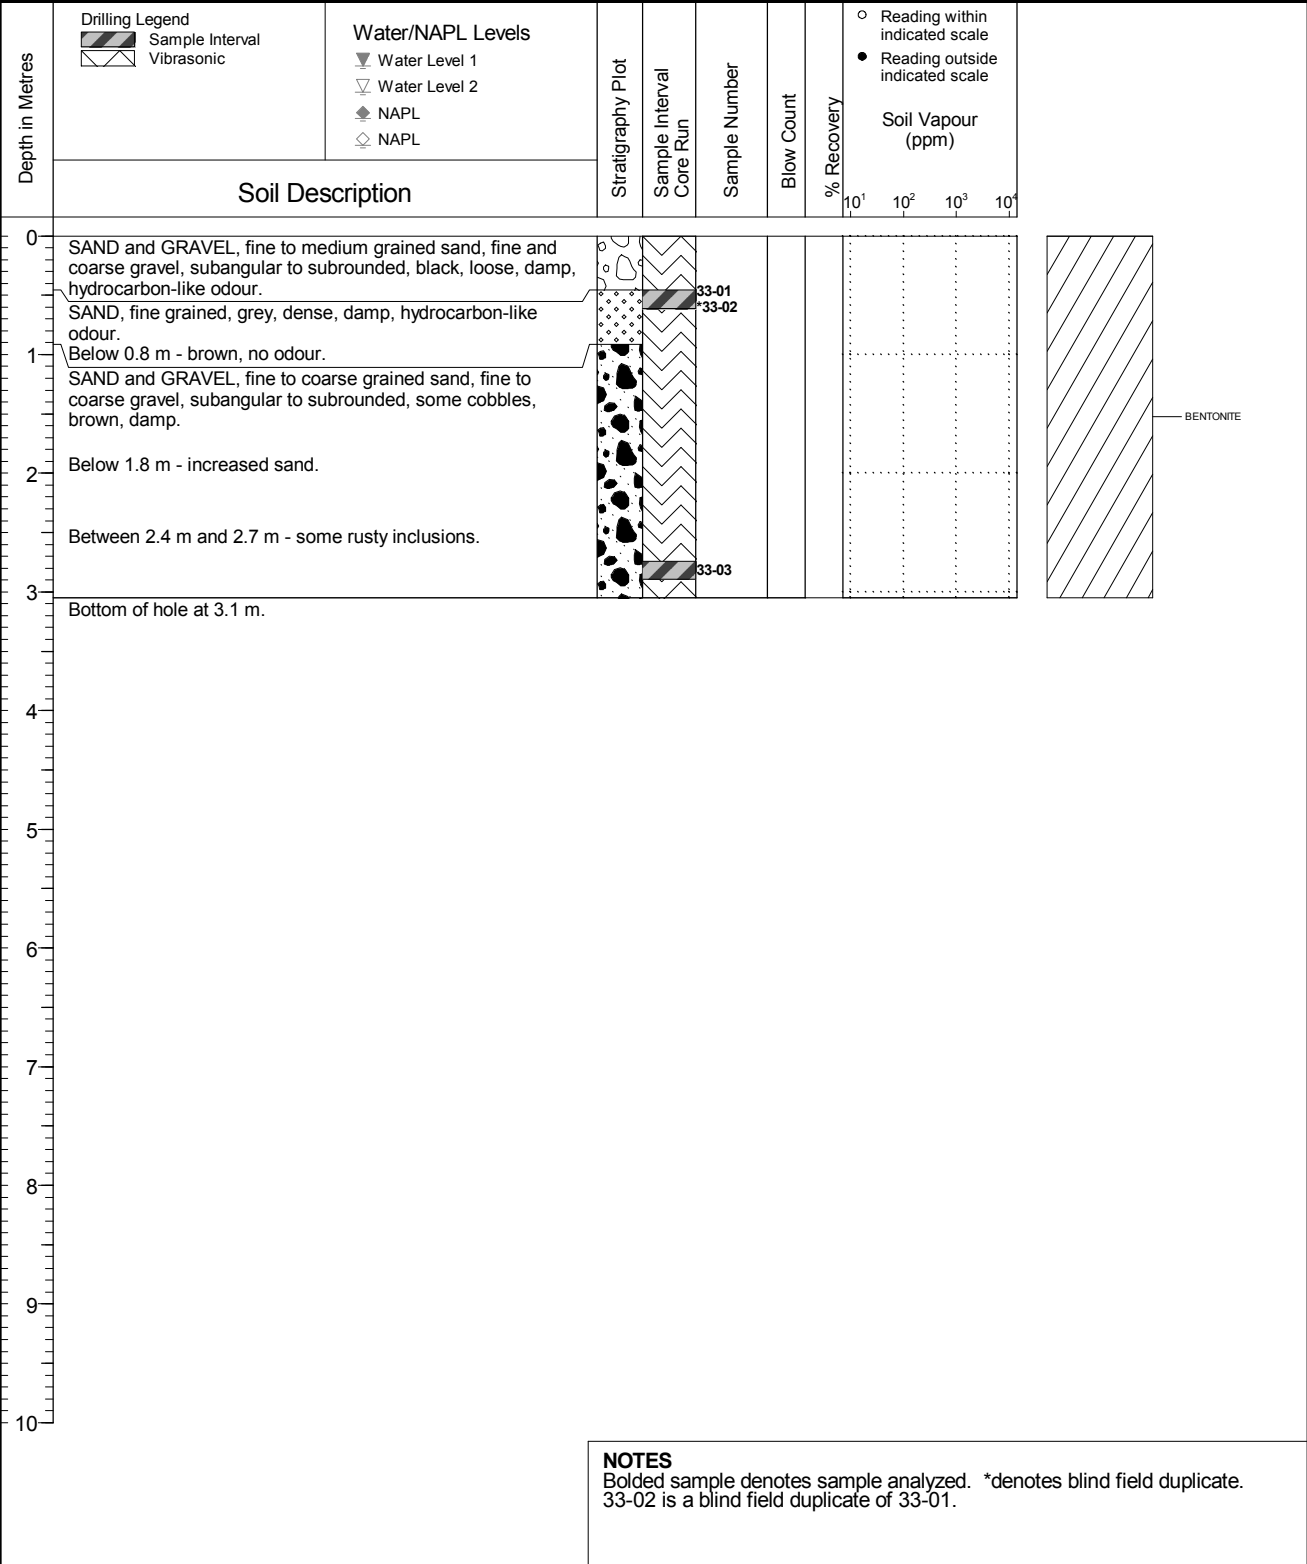 Drilling Legend
Sample Interval
Vibrasonic
Water/NAPL Levels
Water Level 1
Water Level 2
NAPL
NAPL
Depth in Metres
Soil Description
Stratigraphy Plot
Sample Interval
Core Run
Sample Number
Blow Count
% Recovery
Reading within
indicated scale
Reading outside
indicated scale
Soil Vapour
(ppm)
10¹ 10² 10³ 10⁴
0
SAND and GRAVEL, fine to medium grained sand, fine and
coarse gravel, subangular to subrounded, black, loose, damp,
hydrocarbon-like odour.
33-01
*33-02
SAND, fine grained, grey, dense, damp, hydrocarbon-like
odour.
1
Below 0.8 m - brown, no odour.
SAND and GRAVEL, fine to coarse grained sand, fine to
coarse gravel, subangular to subrounded, some cobbles,
brown, damp.
BENTONITE
Below 1.8 m - increased sand.
2
Between 2.4 m and 2.7 m - some rusty inclusions.
33-03
3
Bottom of hole at 3.1 m.
4
5
6
7
8
9
10
NOTES
Bolded sample denotes sample analyzed. *denotes blind field duplicate.
33-02 is a blind field duplicate of 33-01.